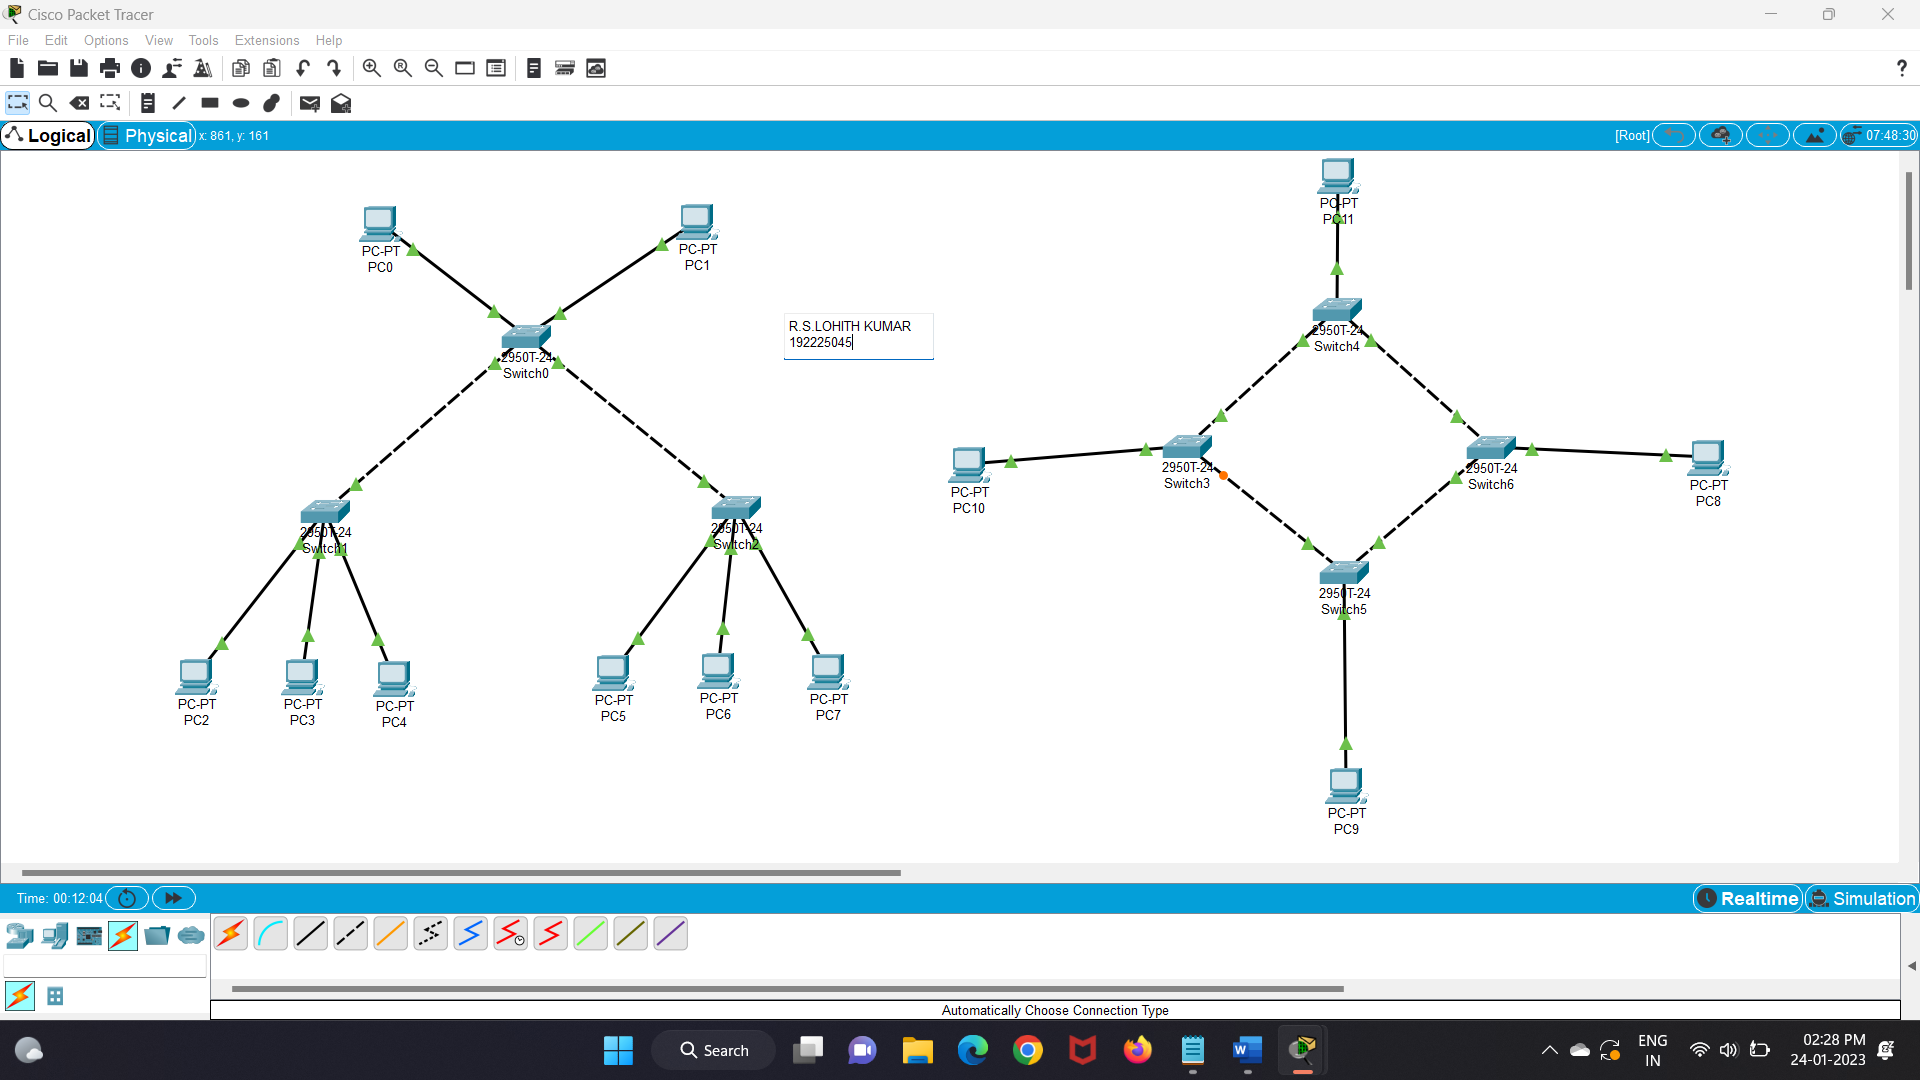 Cisco Packet Tracer
File Edit Options View Tools Extensions Help
?
Logical Physical x: 861, y: 161 [Root] 07:48:30
PC-PT
PC11
PC-PT
PC0
PC-PT
PC1
R.S.LOHITH KUMAR
192225045
2950T-24
Switch4
2950T-24
Switch0
PC-PT
PC10
2950T-24
Switch3
2950T-24
Switch6
PC-PT
PC8
2950T-24
Switch1
2950T-24
Switch2
2950T-24
Switch5
PC-PT
PC2
PC-PT
PC3
PC-PT
PC4
PC-PT
PC5
PC-PT
PC6
PC-PT
PC7
PC-PT
PC9
Time: 00:12:04 Realtime Simulation
Automatically Choose Connection Type
Search
ENG
IN
02:28 PM
24-01-2023